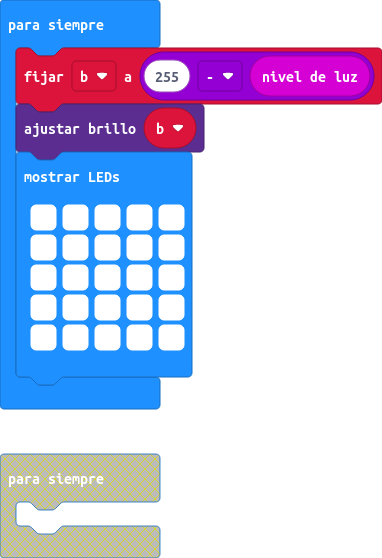 para siempre
fijar b a 255 - nivel de luz
ajustar brillo b
mostrar LEDs
para siempre